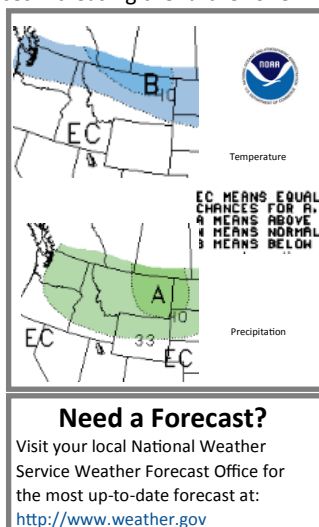 B
40
EC
NOAA
Temperature
EC MEANS EQUAL
CHANCES FOR A,
A MEANS ABOVE
N MEANS NORMAL
B MEANS BELOW
A
40
33
EC
EC
Precipitation
Need a Forecast?
Visit your local National Weather
Service Weather Forecast Office for
the most up-to-date forecast at:
http://www.weather.gov